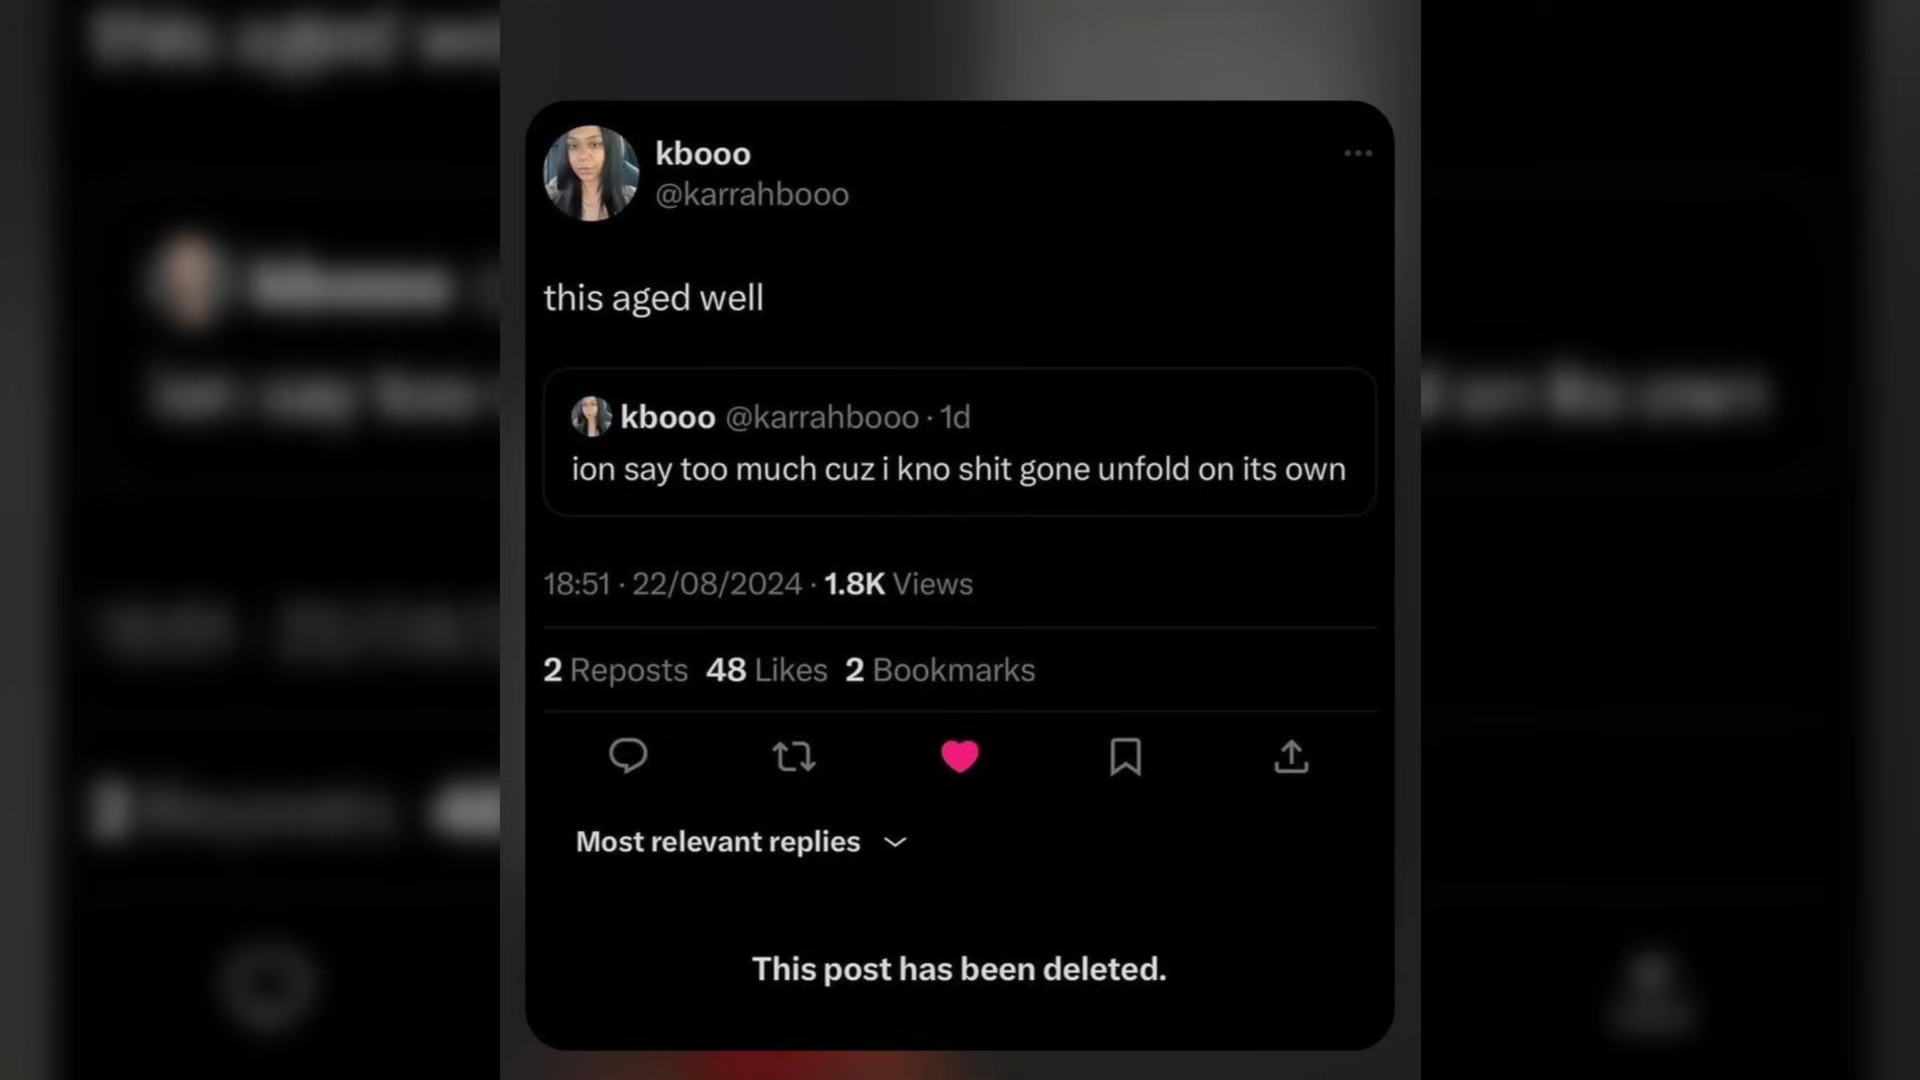 kbooo
@karrahbooo
this aged well
kbooo @karrahbooo · 1d
ion say too much cuz i kno shit gone unfold on its own
18:51 · 22/08/2024 · 1.8K Views
2 Reposts 48 Likes 2 Bookmarks
Most relevant replies
This post has been deleted.